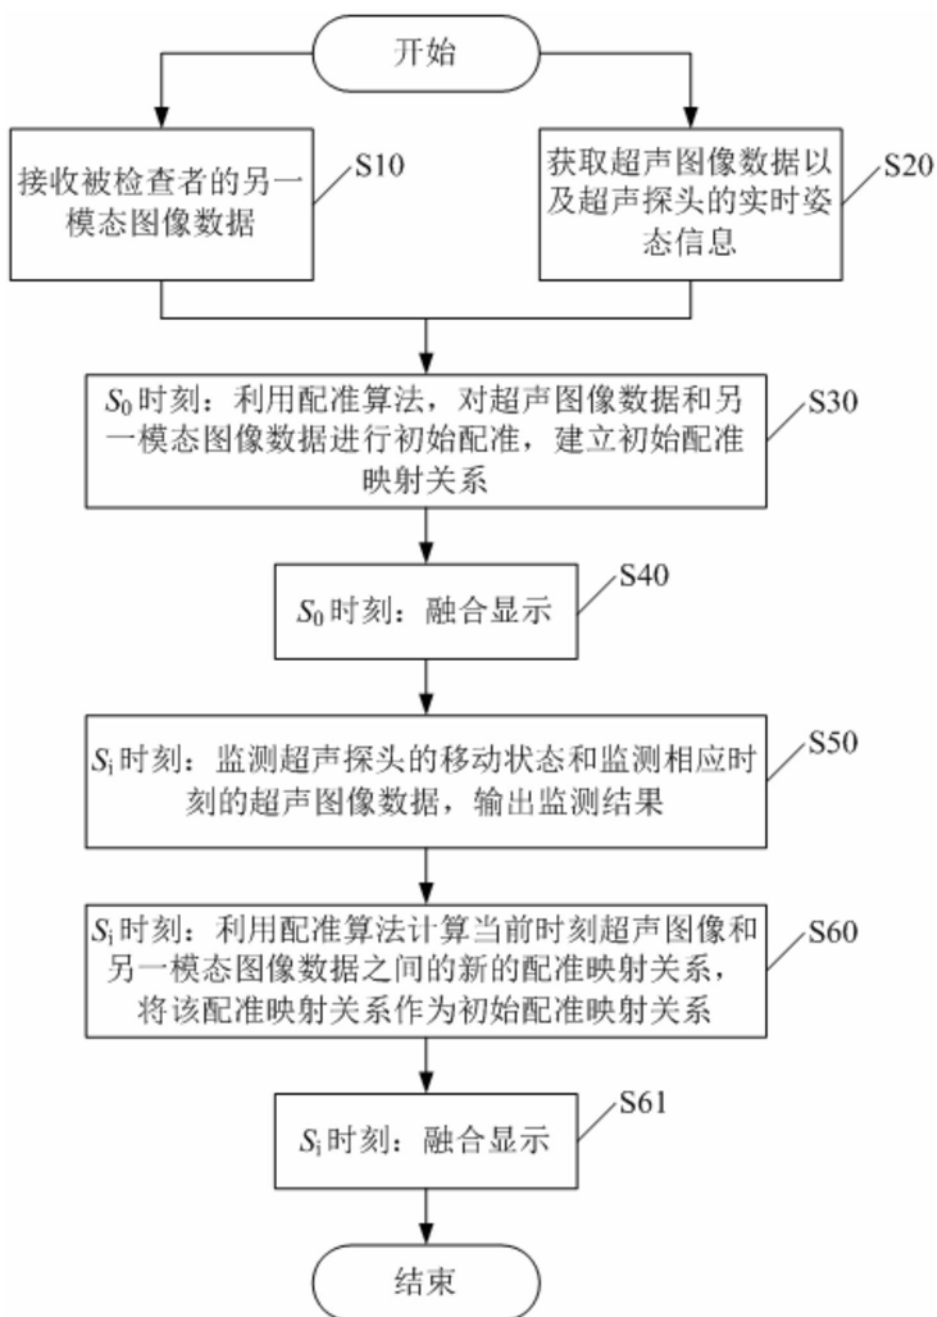 开始
接收被检查者的另一
模态图像数据
S10
获取超声图像数据以
及超声探头的实时姿
态信息
S20
S0时刻：利用配准算法，对超声图像数据和另
一模态图像数据进行初始配准，建立初始配准
映射关系
S30
S0时刻：融合显示
S40
Si时刻：监测超声探头的移动状态和监测相应时
刻的超声图像数据，输出监测结果
S50
Si时刻：利用配准算法计算当前时刻超声图像和
另一模态图像数据之间的新的配准映射关系，
将该配准映射关系作为初始配准映射关系
S60
Si时刻：融合显示
S61
结束